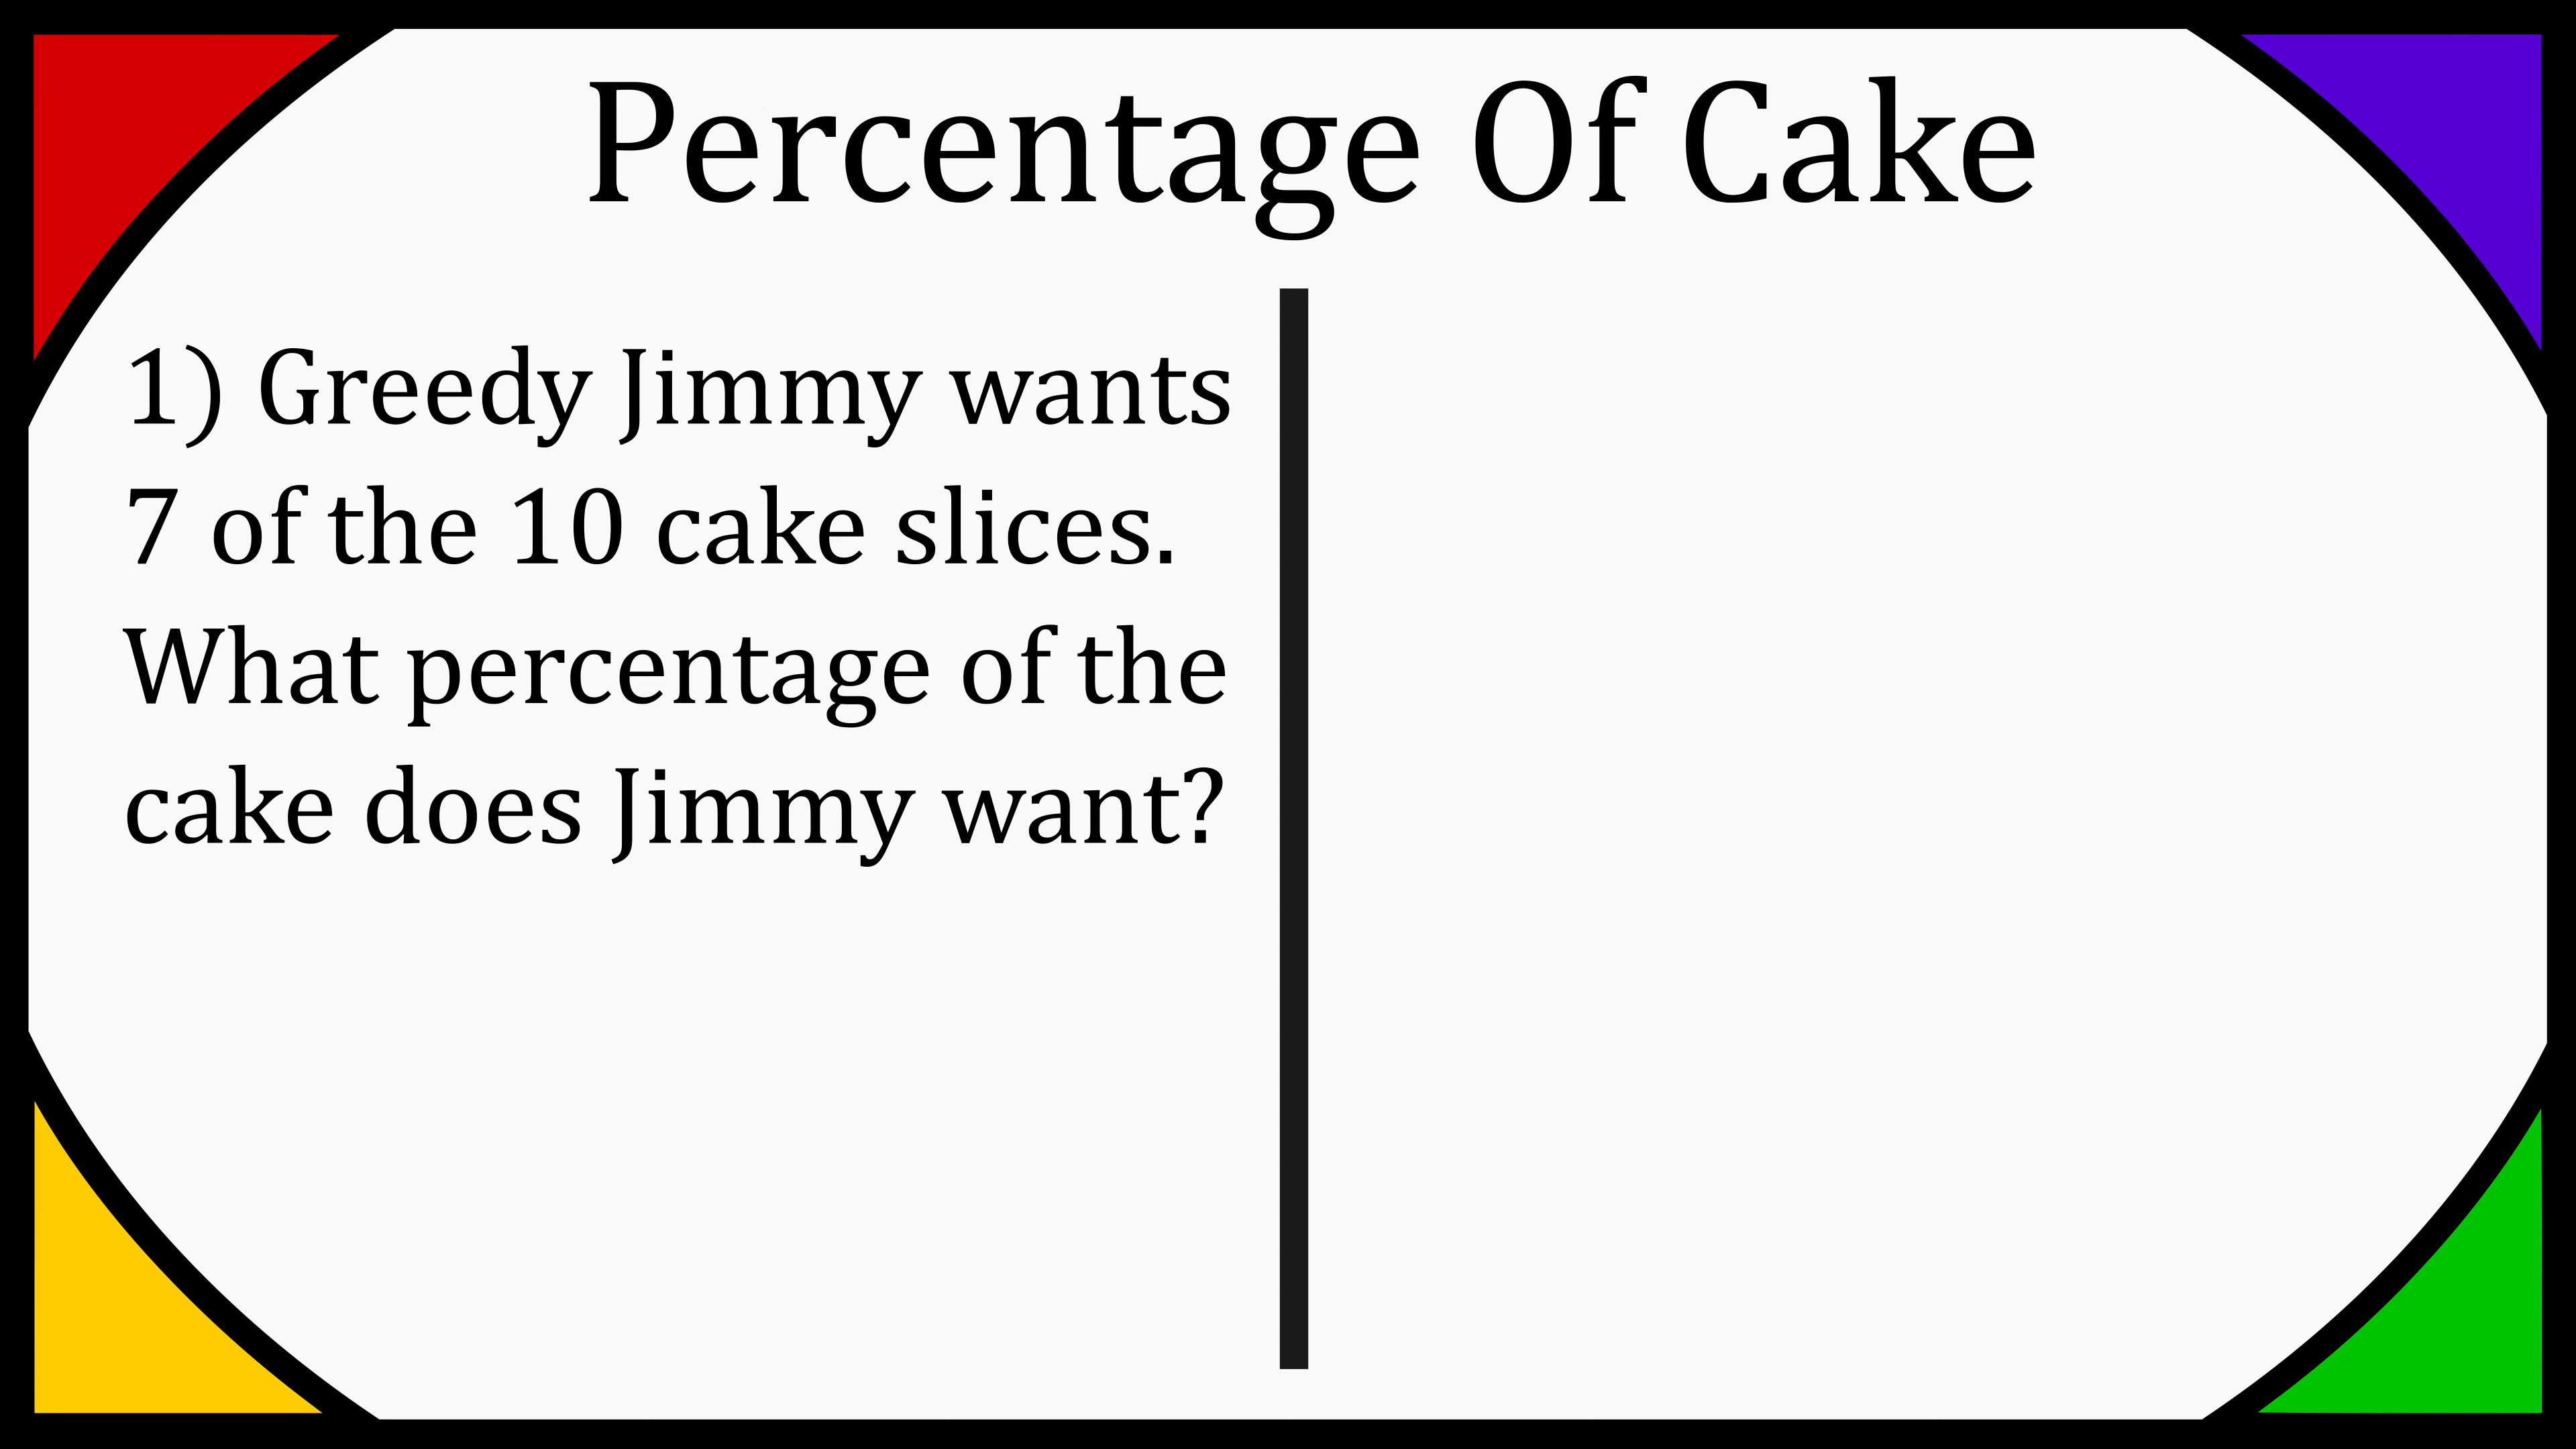 Percentage Of Cake
1) Greedy Jimmy wants
7 of the 10 cake slices.
What percentage of the
cake does Jimmy want?